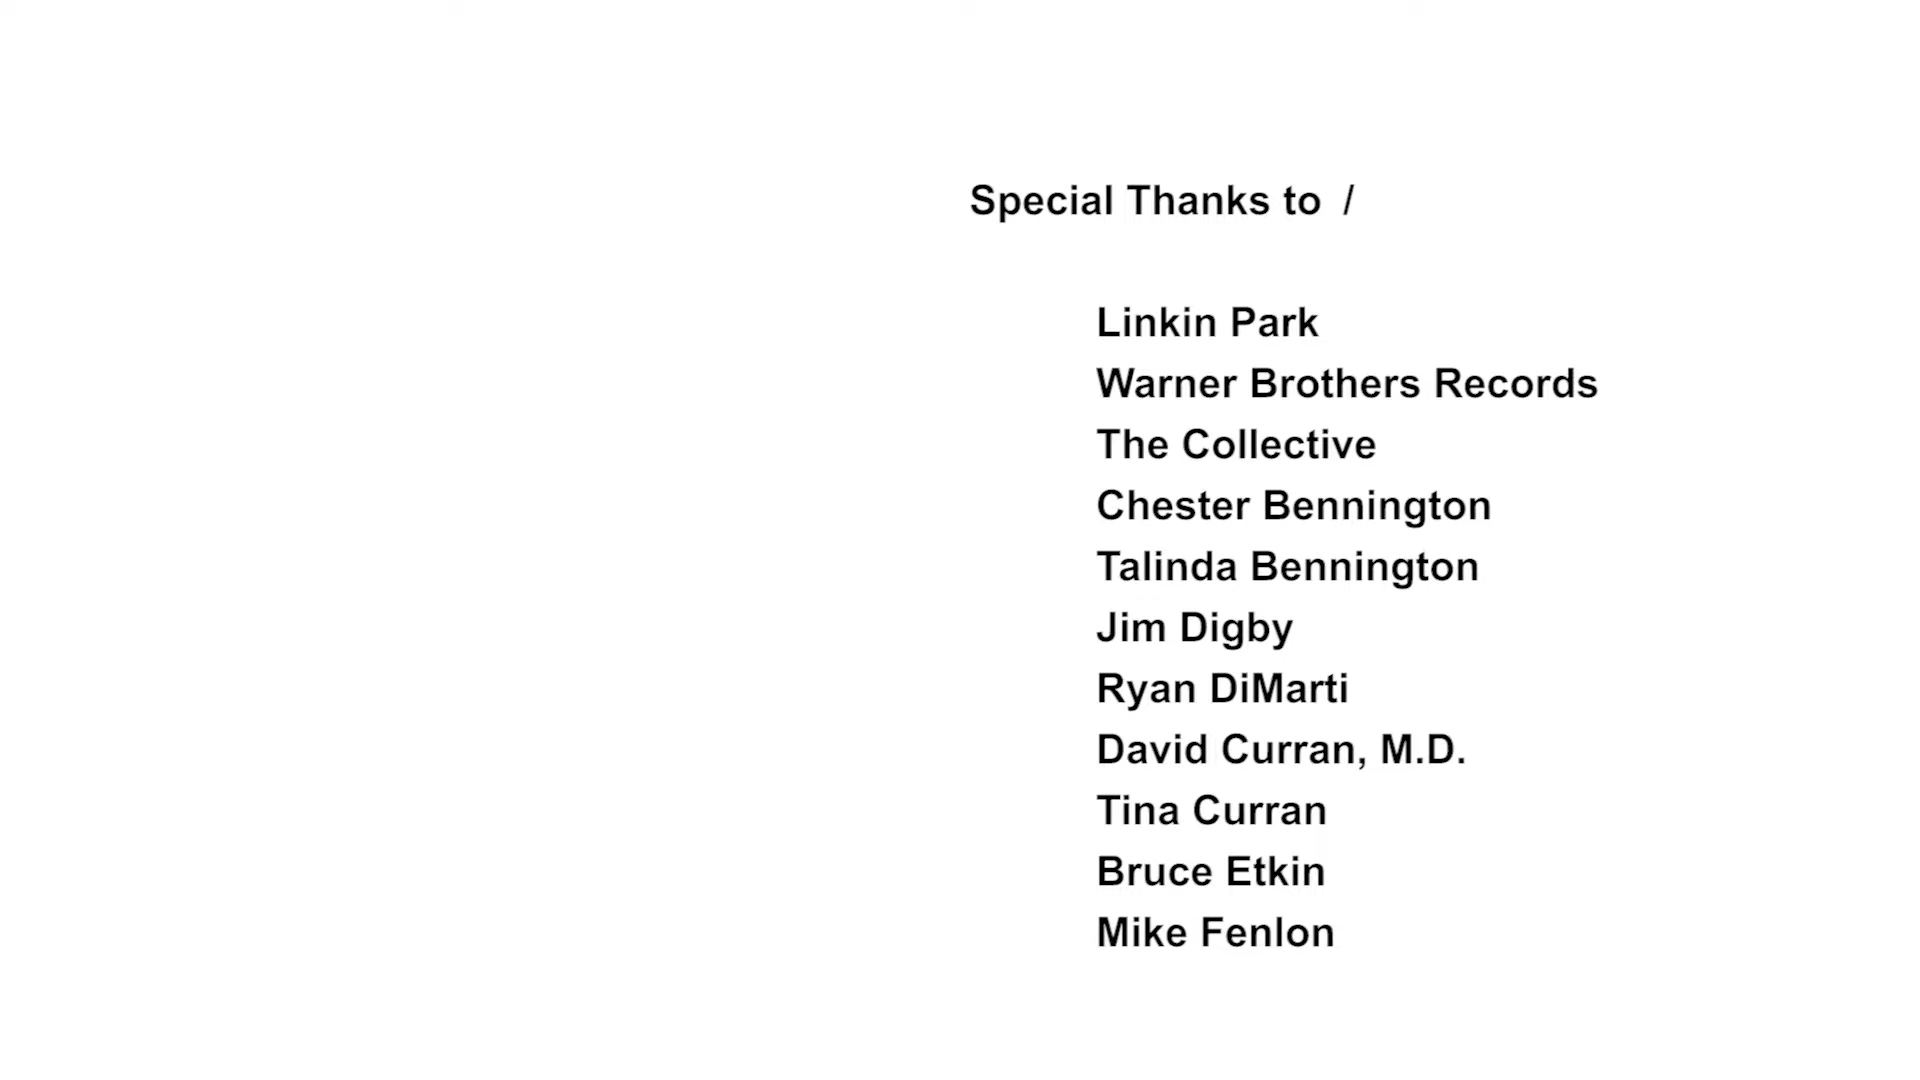 Special Thanks to /
Linkin Park
Warner Brothers Records
The Collective
Chester Bennington
Talinda Bennington
Jim Digby
Ryan DiMarti
David Curran, M.D.
Tina Curran
Bruce Etkin
Mike Fenlon